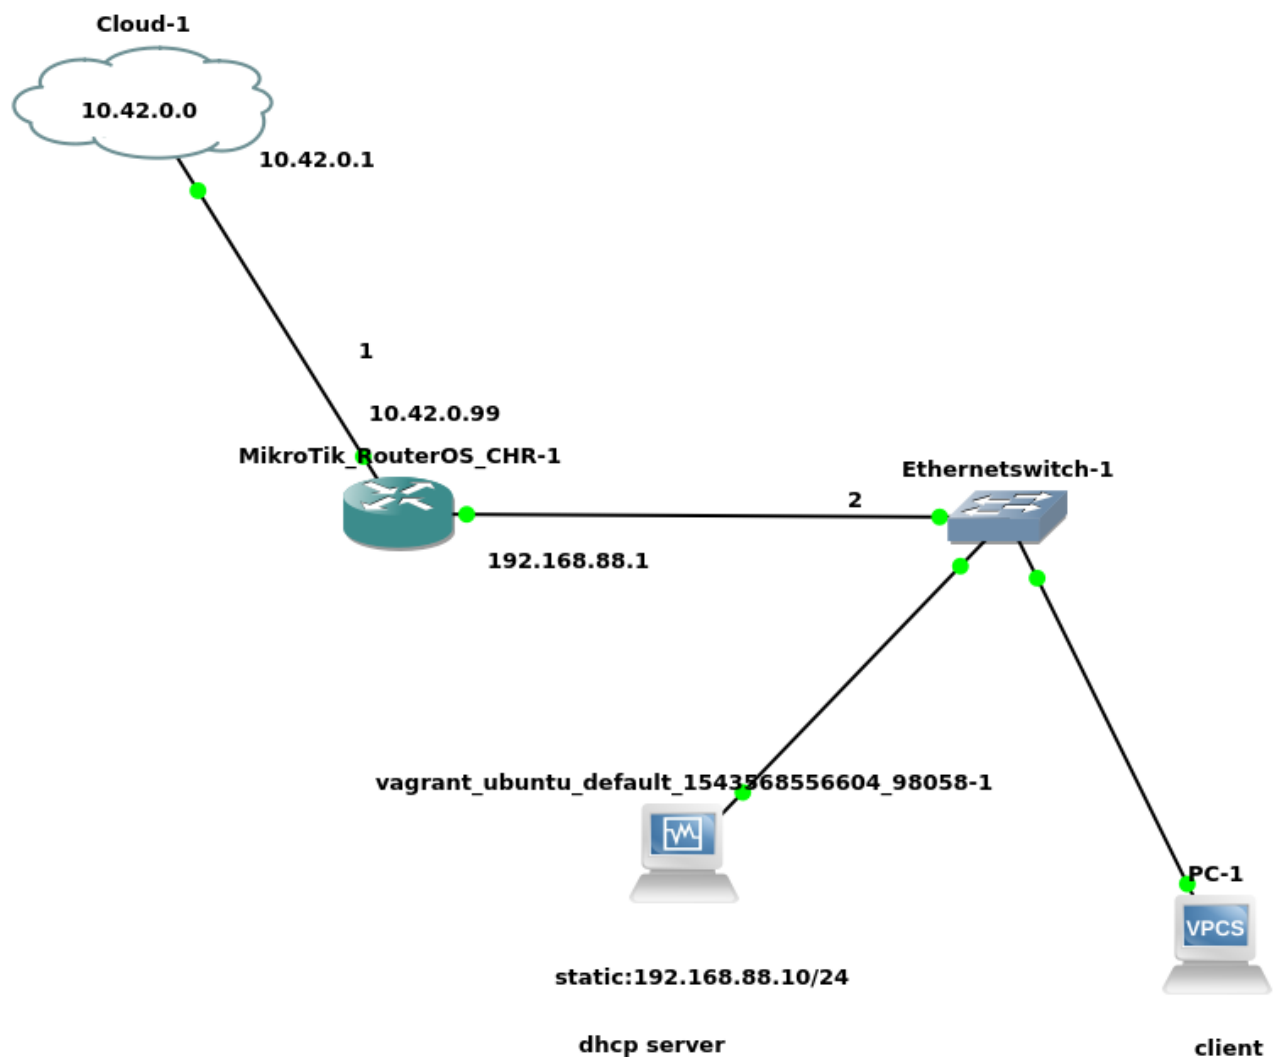 Cloud-1
10.42.0.0
10.42.0.1
1
10.42.0.99
MikroTik_RouterOS_CHR-1
Ethernetswitch-1
2
192.168.88.1
vagrant_ubuntu_default_1543568556604_98058-1
PC-1
VPCS
static:192.168.88.10/24
dhcp server
client